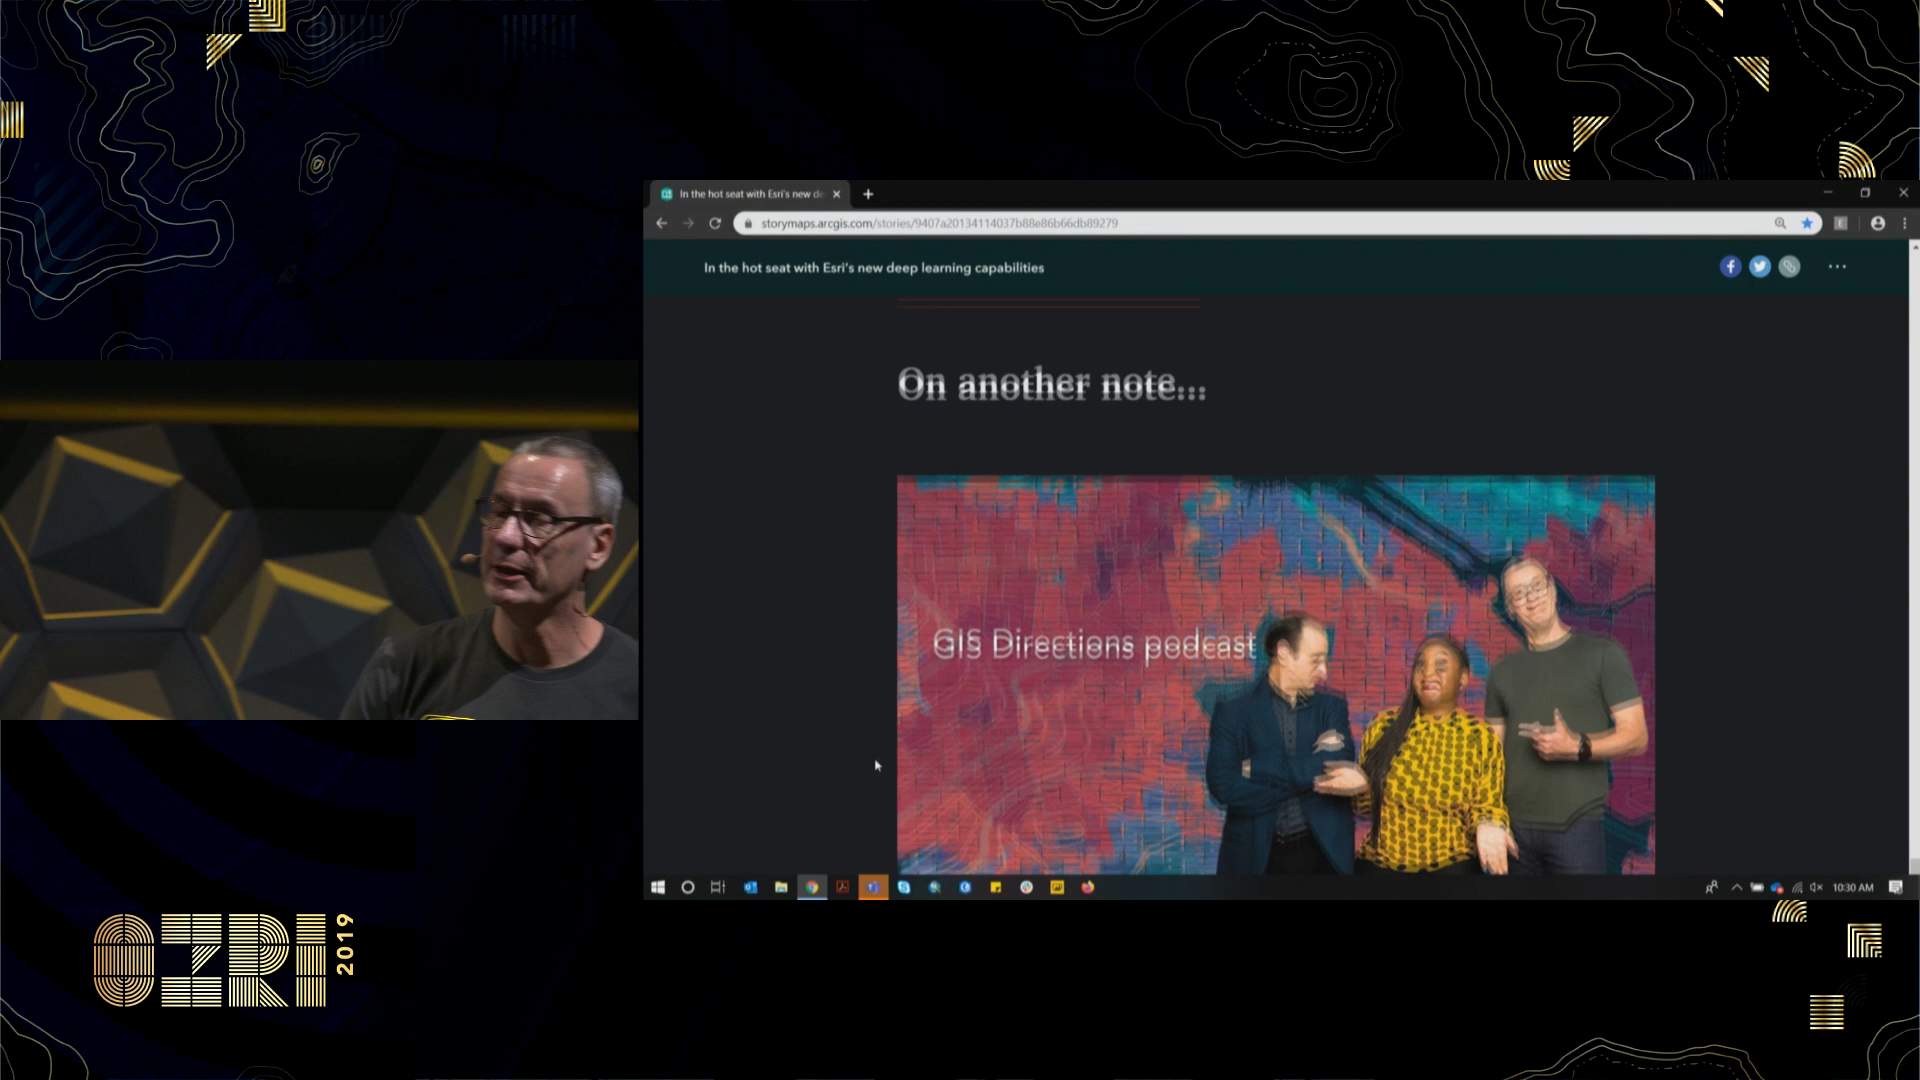 In the hot seat with Esri's new de
storymaps.arcgis.com/stories/9407a20134114037b88e86b66db89279
In the hot seat with Esri's new deep learning capabilities
On another note...
GIS Directions podcast
10:30 AM
OZRI 2019